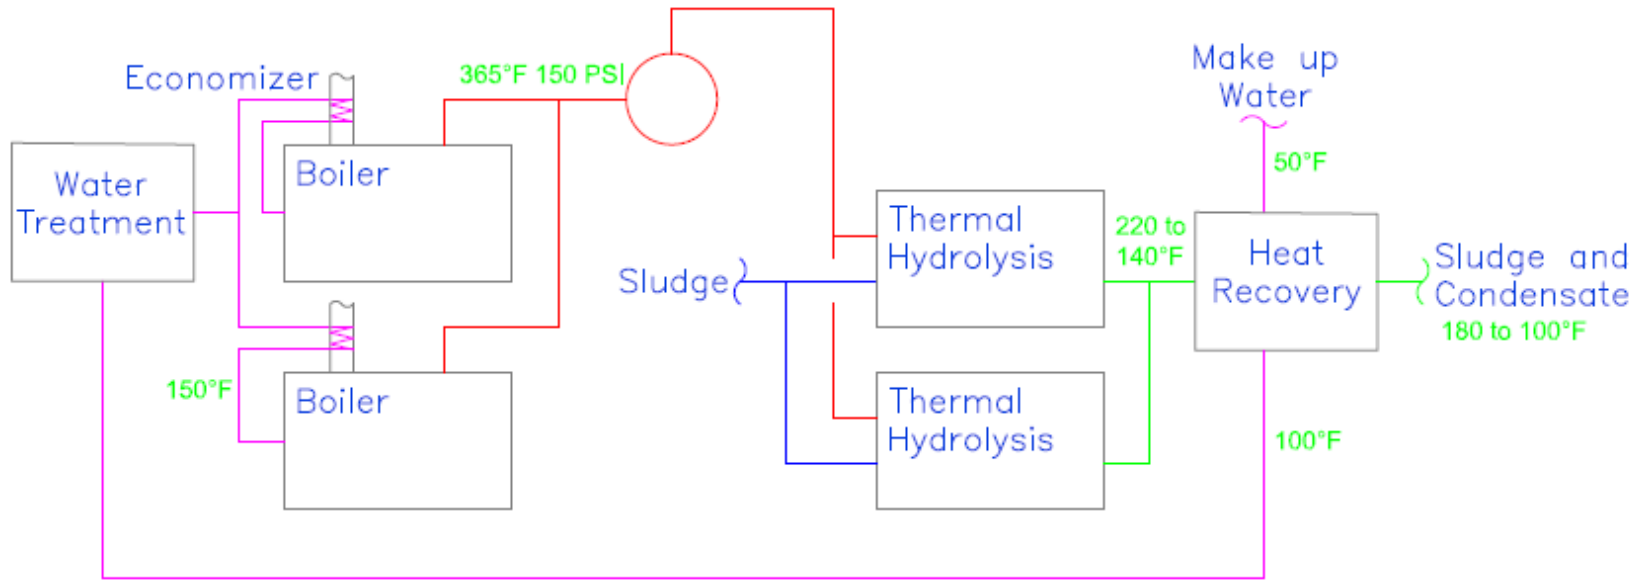 Economizer
365°F 150 PSI
Make up
Water
50°F
Water
Treatment
Boiler
Thermal
Hydrolysis
220 to
140°F
Heat
Recovery
Sludge and
Condensate
180 to 100°F
Sludge
150°F
Boiler
Thermal
Hydrolysis
100°F